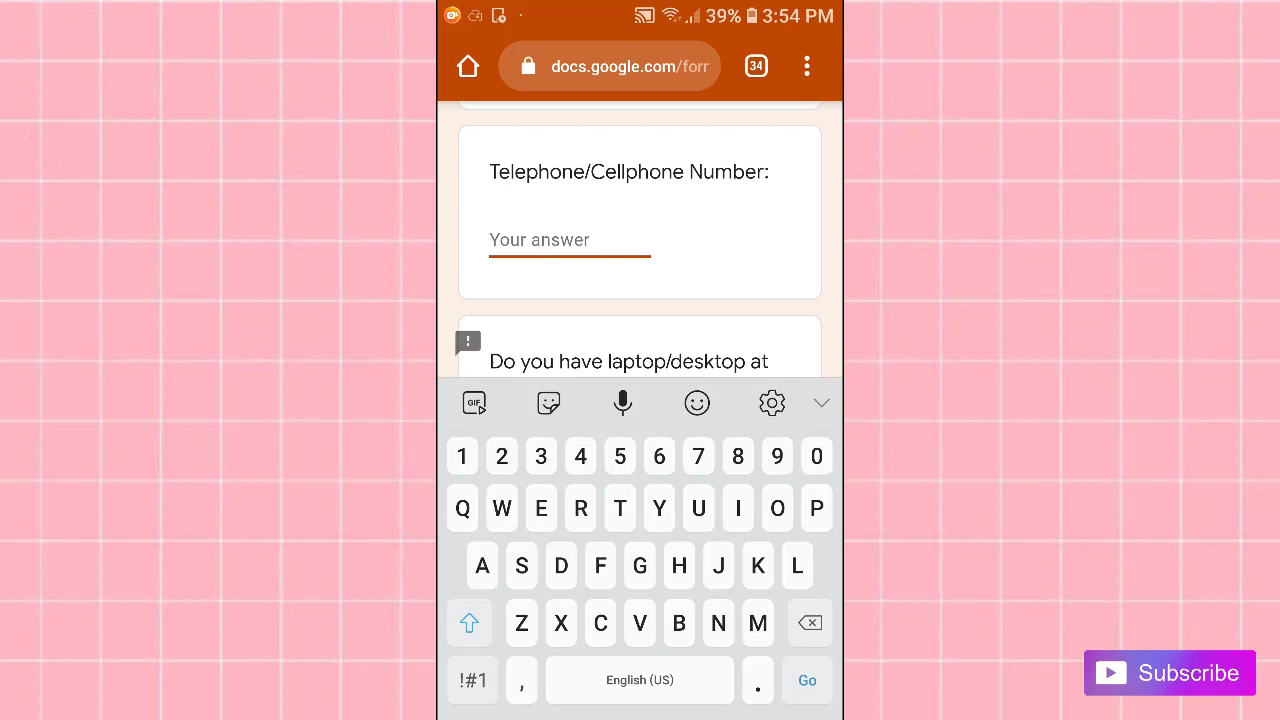 39% 3:54 PM
docs.google.com/forr 34
Telephone/Cellphone Number:
Your answer
!
Do you have laptop/desktop at
GIF
1 2 3 4 5 6 7 8 9 0
Q W E R T Y U I O P
A S D F G H J K L
Z X C V B N M
!#1 , English (US) . Go
Subscribe